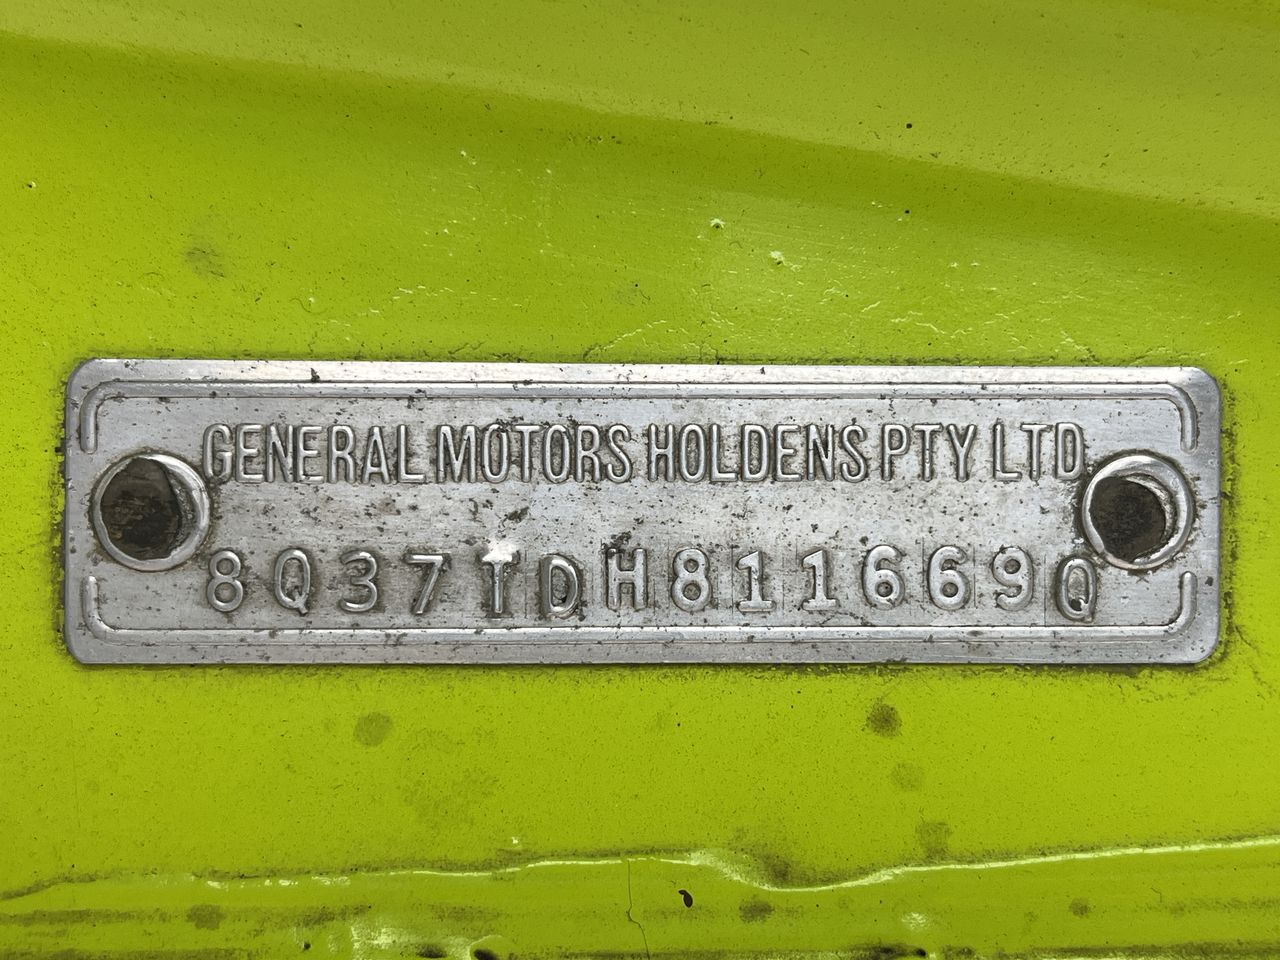 GENERAL MOTORS HOLDENS PTY LTD
8Q37TDH811669Q